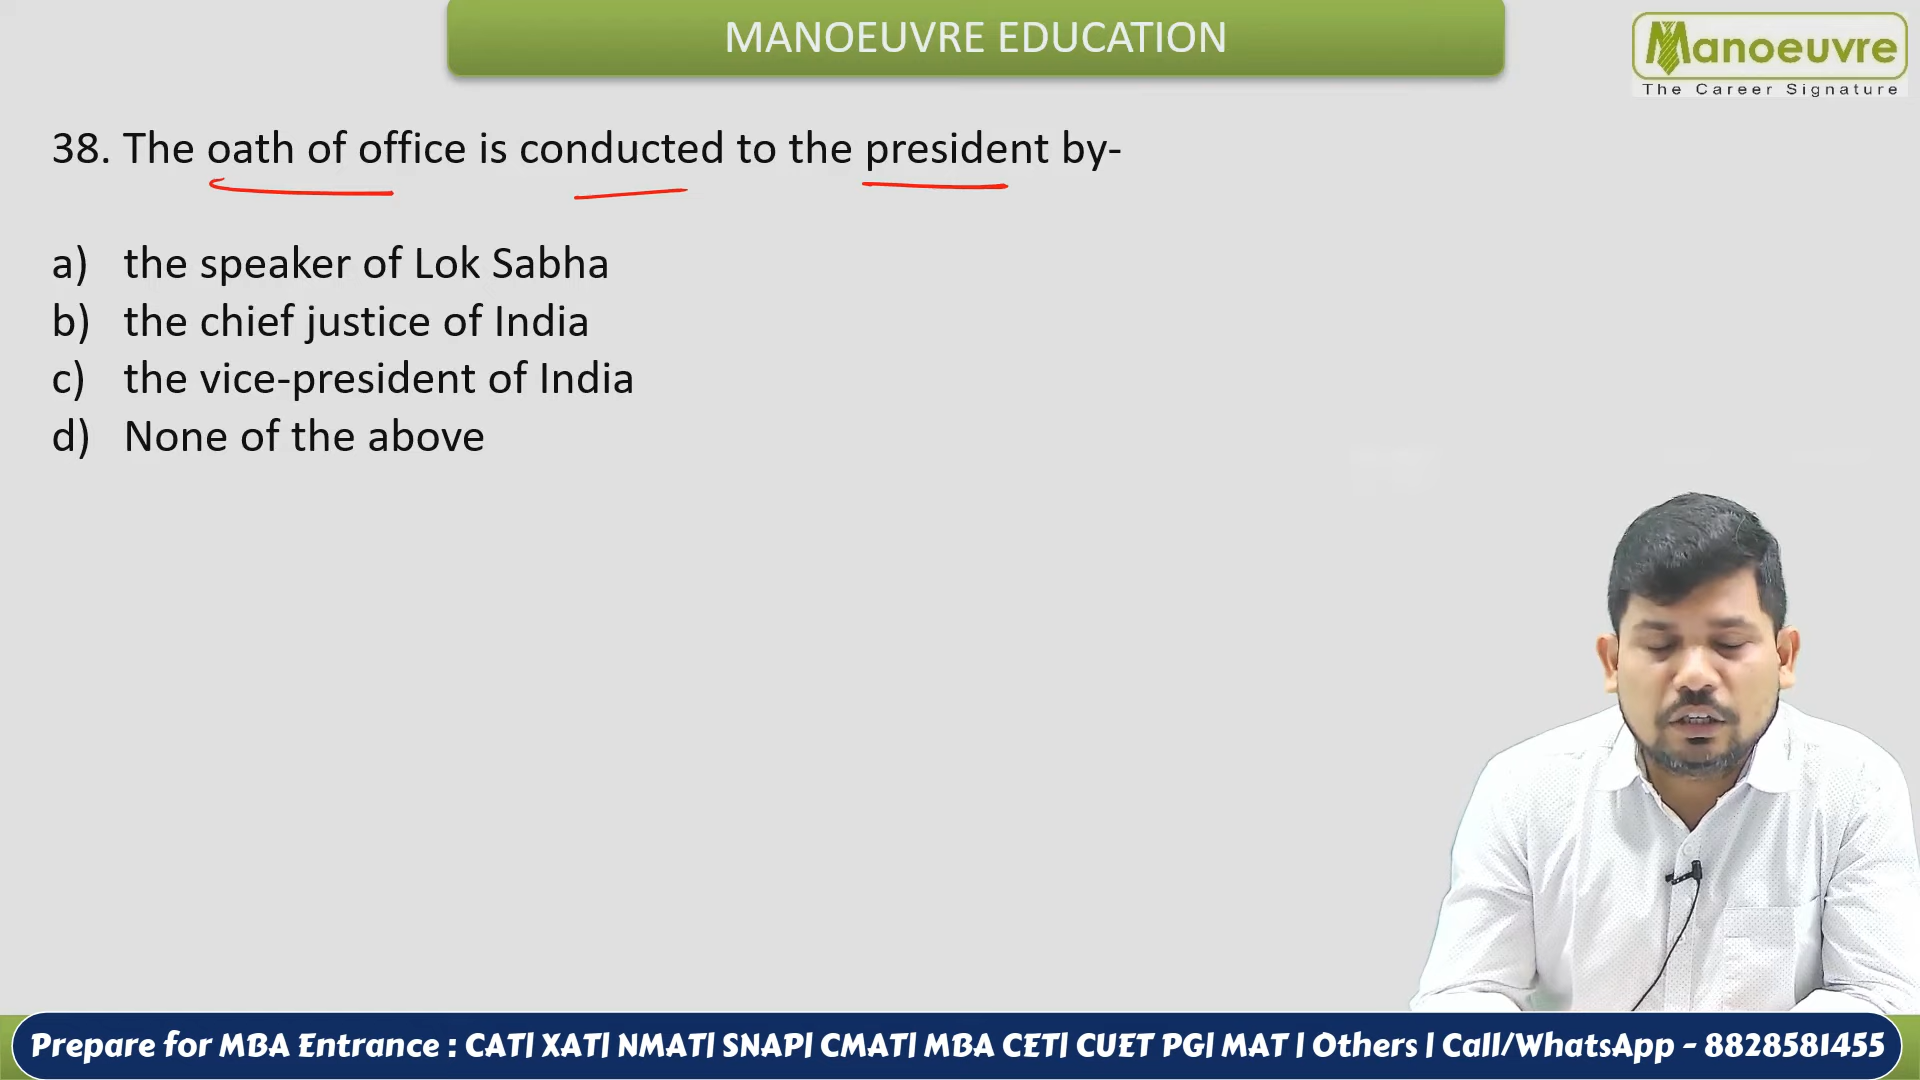 MANOEUVRE EDUCATION
Manoeuvre
The Career Signature
38. The oath of office is conducted to the president by-
a) the speaker of Lok Sabha
b) the chief justice of India
c) the vice-president of India
d) None of the above
Prepare for MBA Entrance : CAT| XAT| NMAT| SNAP| CMAT| MBA CET| CUET PG| MAT | Others | Call/WhatsApp - 8828581455